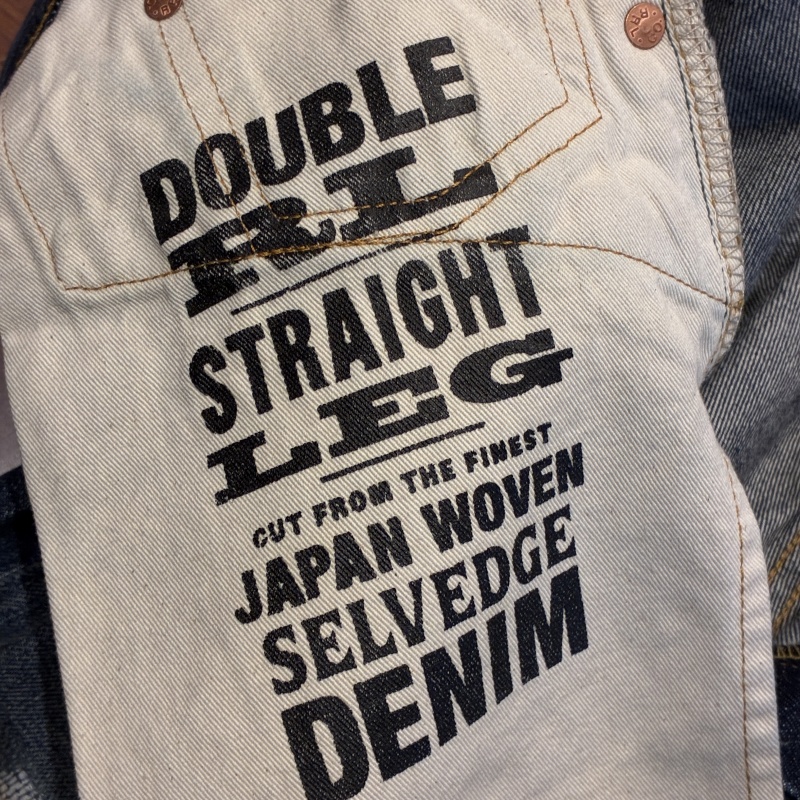 DOUBLE
RL
STRAIGHT
LEG
CUT FROM THE FINEST
JAPAN WOVEN
SELVEDGE
DENIM